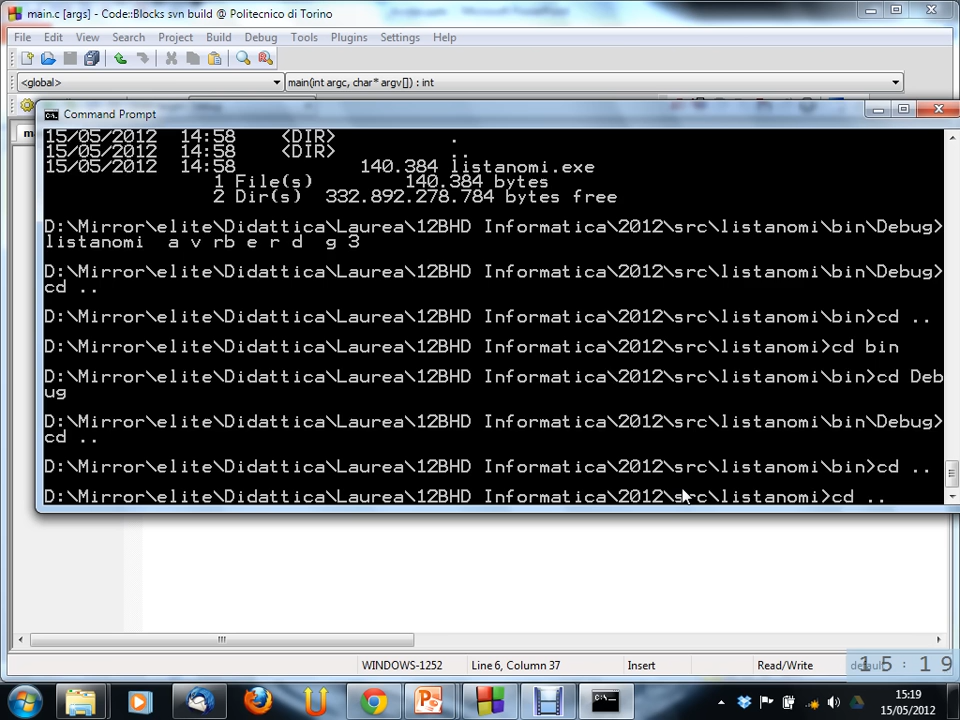 main.c [args] - Code::Blocks svn build @ Politecnico di Torino
File Edit View Search Project Build Debug Tools Plugins Settings Help
<global> main(int argc, char* argv[]) : int
Command Prompt
15/05/2012 14:58 <DIR> .
15/05/2012 14:58 <DIR> ..
15/05/2012 14:58 140.384 listanomi.exe
1 File(s) 140.384 bytes
2 Dir(s) 332.892.278.784 bytes free
D:\Mirror\elite\Didattica\Laurea\12BHD Informatica\2012\src\listanomi\bin\Debug>
listanomi a v rb e r d g 3
D:\Mirror\elite\Didattica\Laurea\12BHD Informatica\2012\src\listanomi\bin\Debug>
cd ..
D:\Mirror\elite\Didattica\Laurea\12BHD Informatica\2012\src\listanomi\bin>cd ..
D:\Mirror\elite\Didattica\Laurea\12BHD Informatica\2012\src\listanomi>cd bin
D:\Mirror\elite\Didattica\Laurea\12BHD Informatica\2012\src\listanomi\bin>cd Deb
ug
D:\Mirror\elite\Didattica\Laurea\12BHD Informatica\2012\src\listanomi\bin\Debug>
cd ..
D:\Mirror\elite\Didattica\Laurea\12BHD Informatica\2012\src\listanomi\bin>cd ..
D:\Mirror\elite\Didattica\Laurea\12BHD Informatica\2012\src\listanomi>cd ..
WINDOWS-1252 Line 6, Column 37 Insert Read/Write default
15:19
15:19
15/05/2012